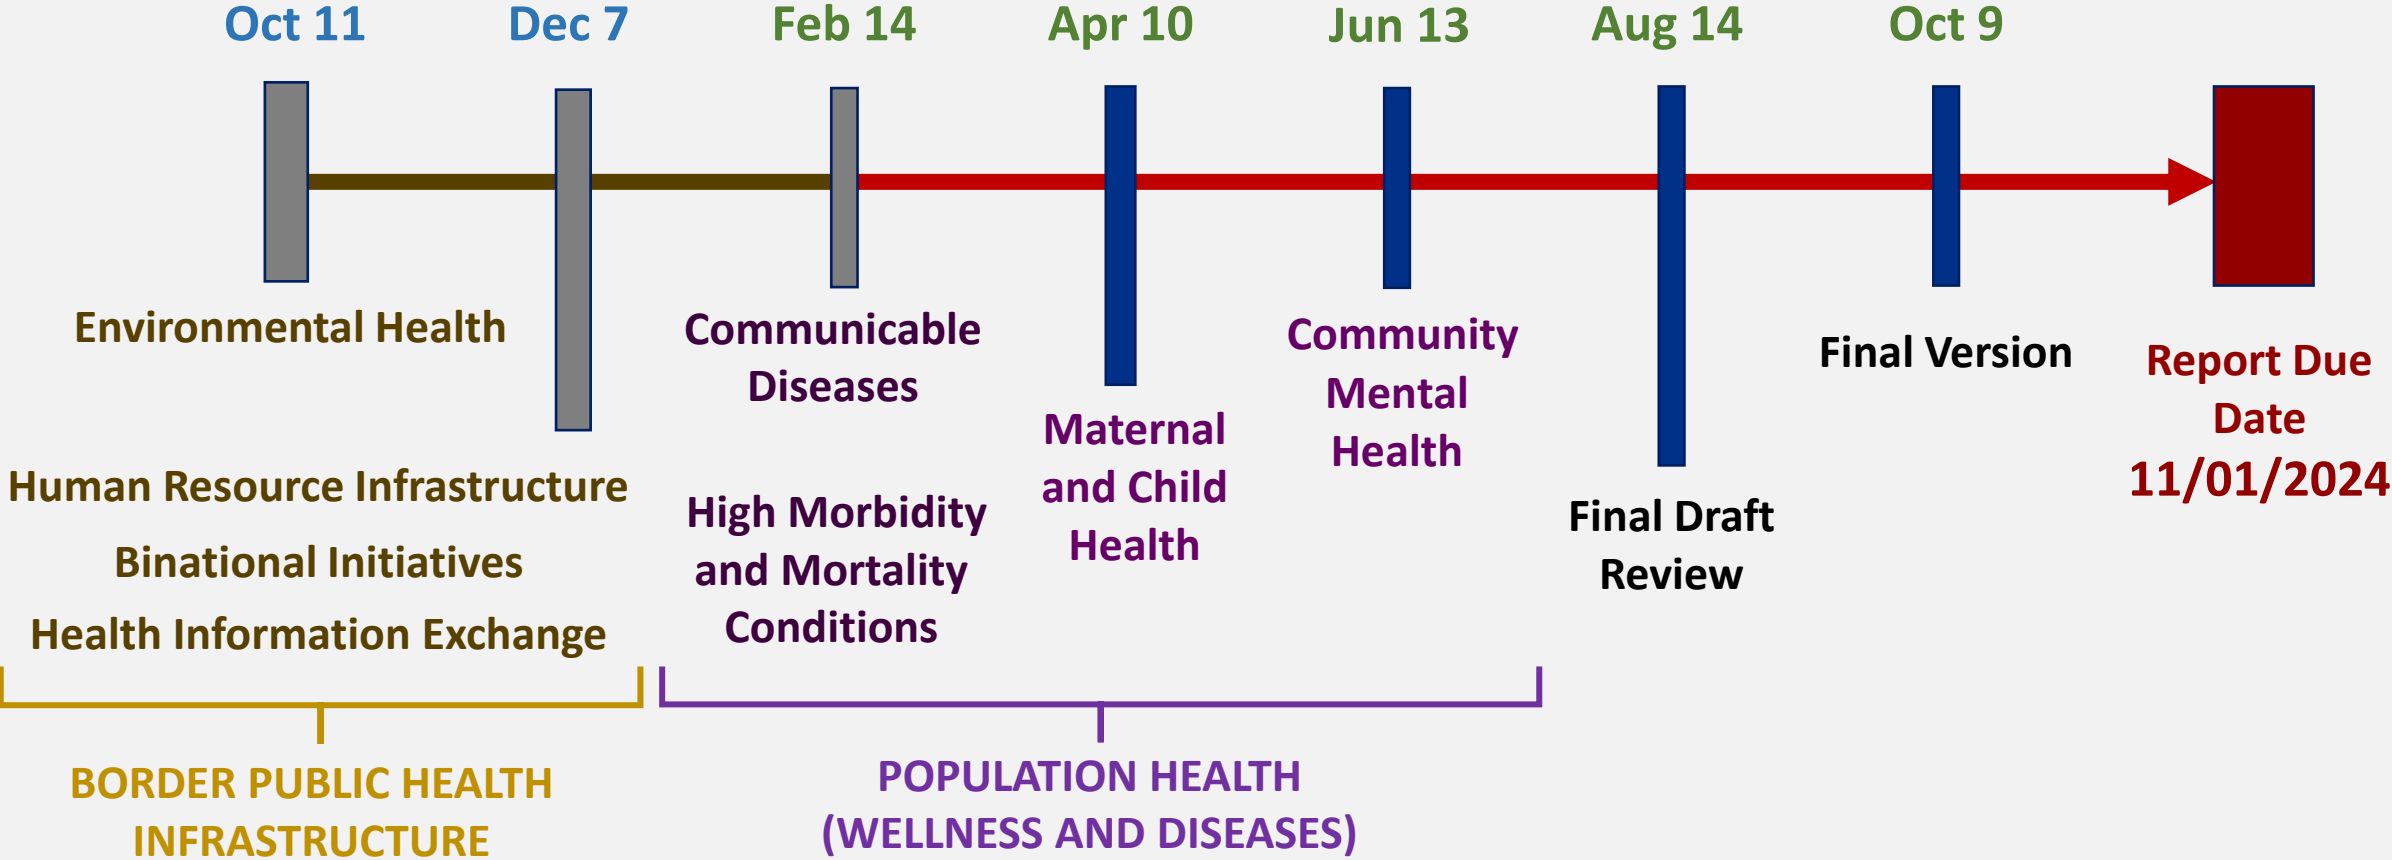 Oct 11
Dec 7
Feb 14
Apr 10
Jun 13
Aug 14
Oct 9
Environmental Health
Human Resource Infrastructure
Binational Initiatives
Health Information Exchange
Communicable
Diseases
High Morbidity
and Mortality
Conditions
Maternal
and Child
Health
Community
Mental
Health
Final Draft
Review
Final Version
Report Due
Date
11/01/2024
BORDER PUBLIC HEALTH
INFRASTRUCTURE
POPULATION HEALTH
(WELLNESS AND DISEASES)